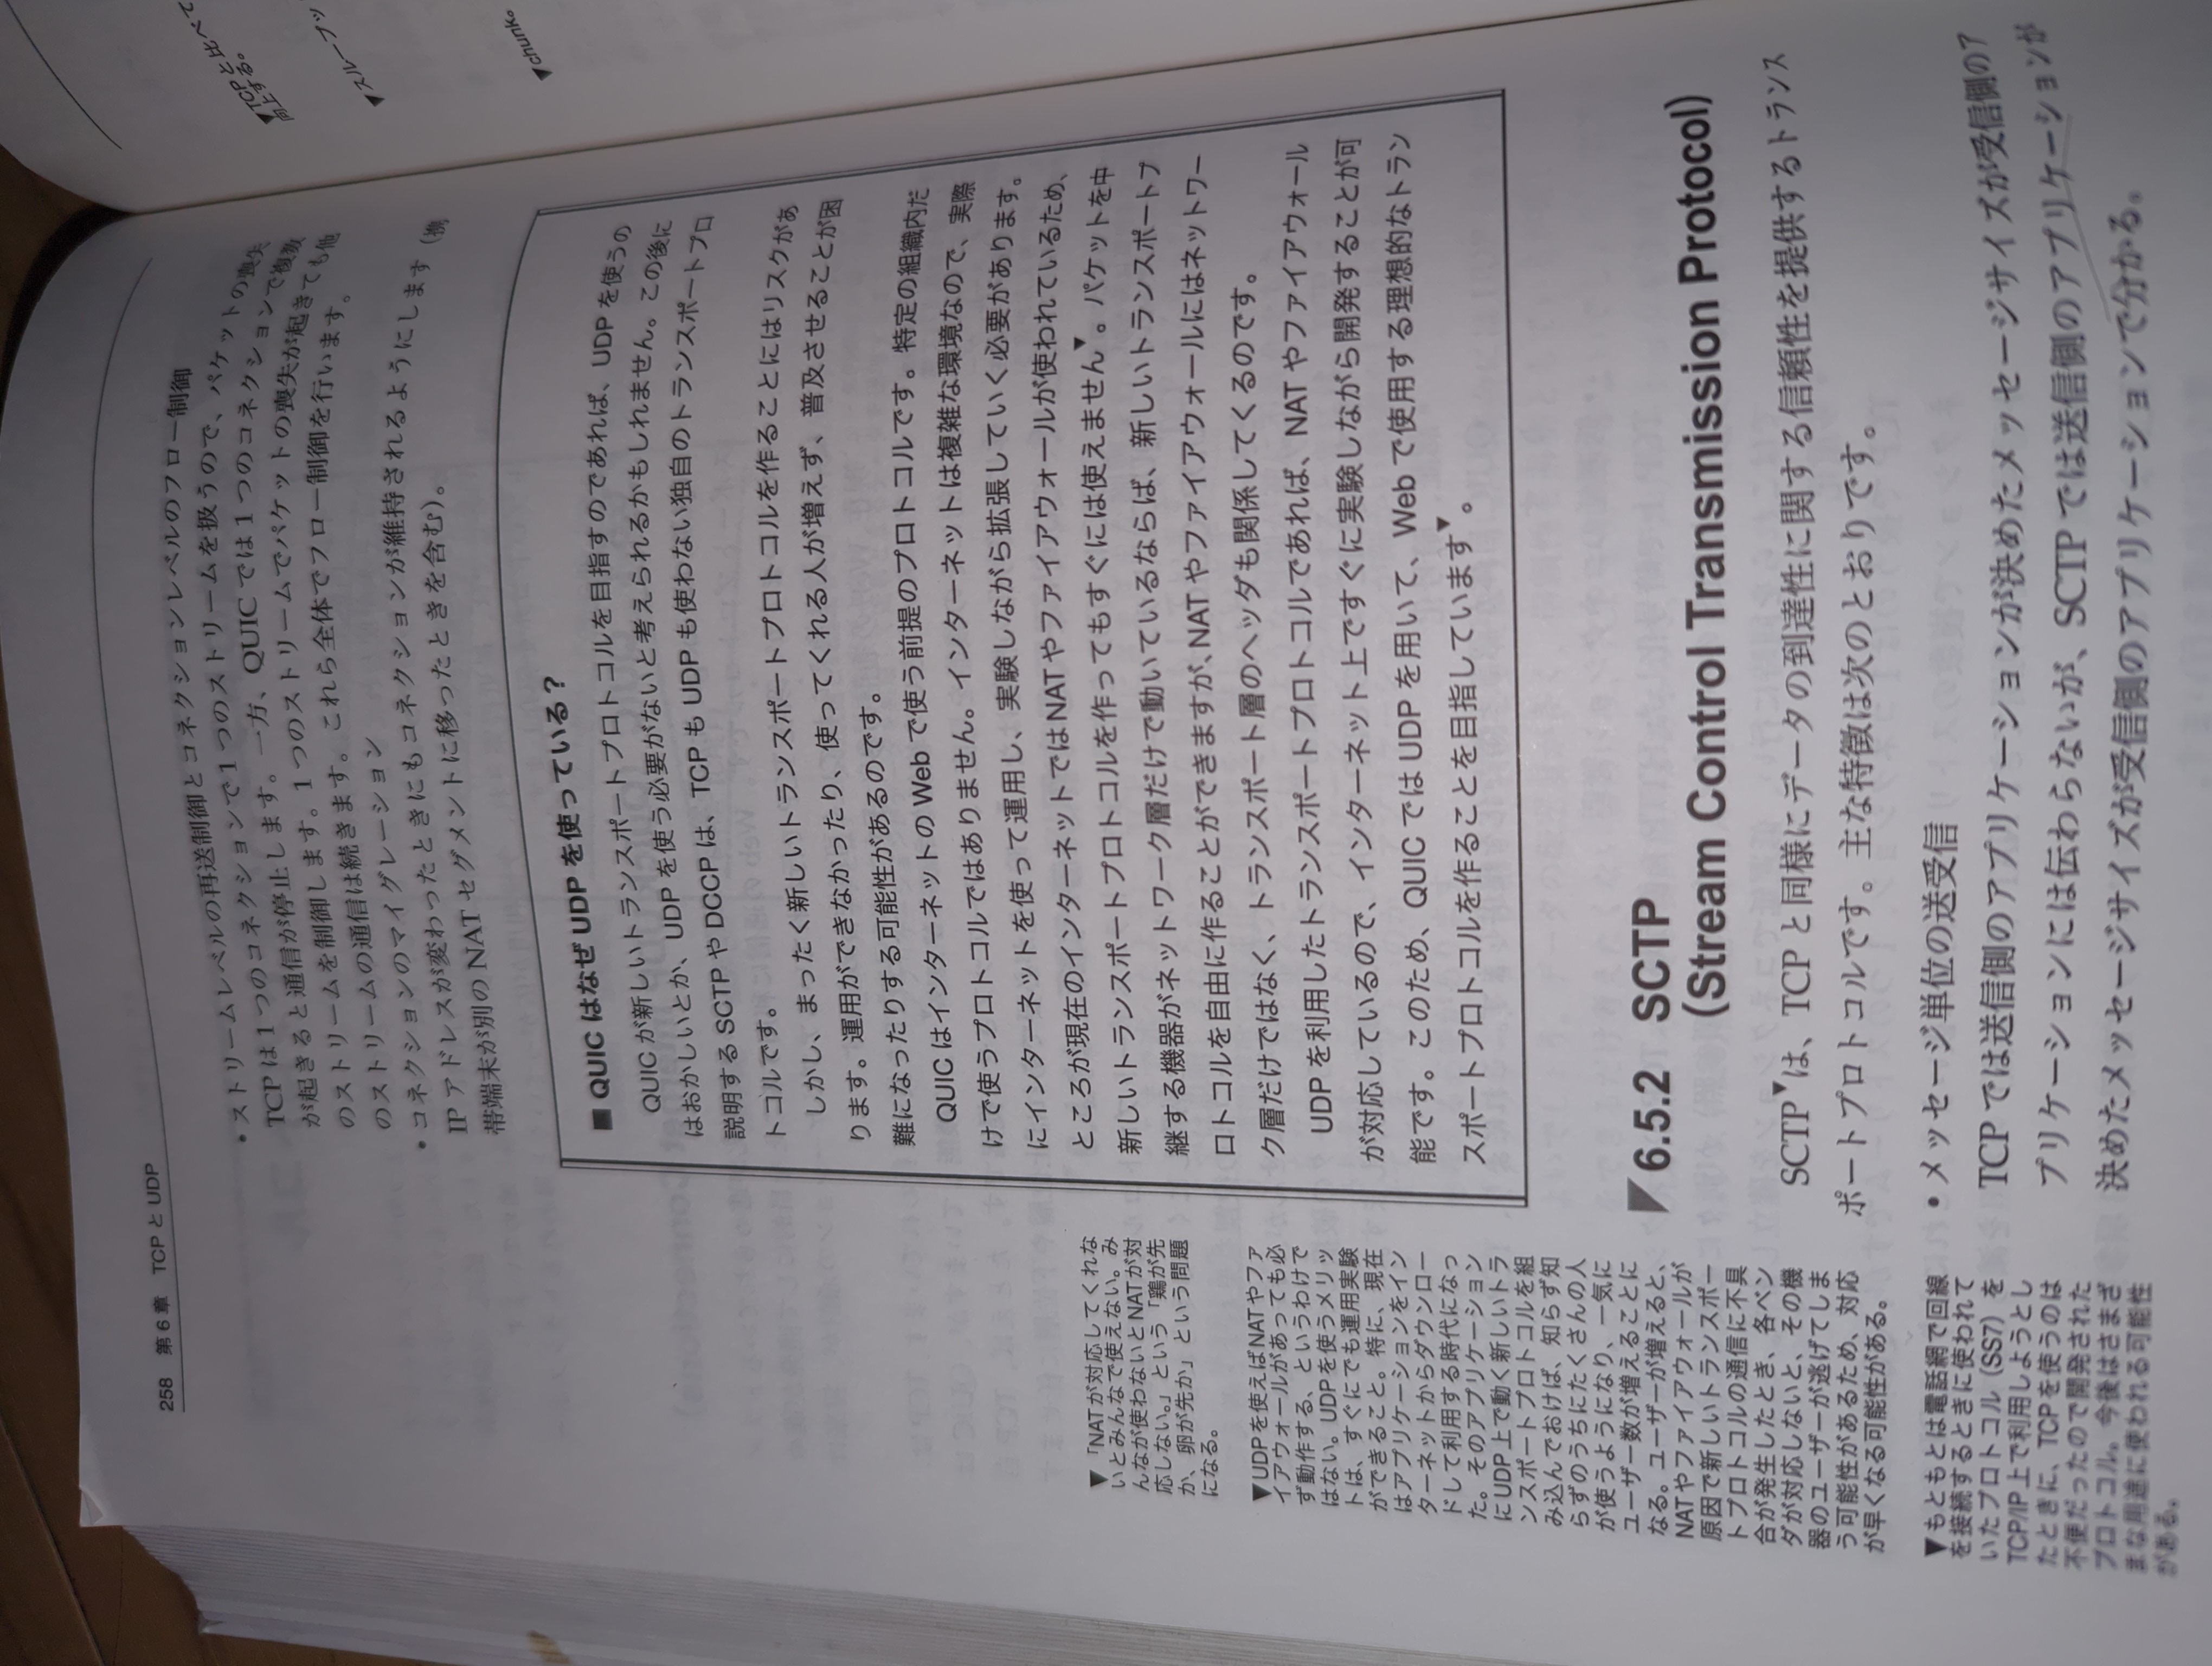 258 第6章 TCPとUDP
・ストリームレベルの再送制御とコネクションレベルのフロー制御
TCPは1つのコネクションで1つのストリームを扱うので、パケットの喪失
が起きると通信が停止します。一方、QUICでは1つのコネクションで複数
のストリームを制御します。1つのストリームでパケットの喪失が起きても他
のストリームの通信は続きます。これら全体でフロー制御を行います。
・コネクションのマイグレーション
IPアドレスが変わったときにもコネクションが維持されるようにします（携
帯端末が別のNATセグメントに移ったときを含む）。
■ QUICはなぜUDPを使っている？
QUICが新しいトランスポートプロトコルを目指すのであれば、UDPを使うの
はおかしいとか、UDPを使う必要がないと考えられるかもしれません。この後に
説明するSCTPやDCCPは、TCPもUDPも使わない独自のトランスポートプロ
トコルです。
しかし、まったく新しいトランスポートプロトコルを作ることにはリスクがあ
ります。運用ができなかったり、使ってくれる人が増えず、普及させることが困
難になったりする可能性があるのです。
QUICはインターネットのWebで使う前提のプロトコルです。特定の組織内だ
けで使うプロトコルではありません。インターネットは複雑な環境なので、実際
にインターネットを使って運用し、実験しながら拡張していく必要があります。
ところが現在のインターネットではNATやファイアウォールが使われているため、
新しいトランスポートプロトコルを作ってもすぐには使えません▼。パケットを中
継する機器がネットワーク層だけで動いているならば、新しいトランスポートプ
ロトコルを自由に作ることができますが、NATやファイアウォールにはネットワー
ク層だけではなく、トランスポート層のヘッダも関係してくるのです。
UDPを利用したトランスポートプロトコルであれば、NATやファイアウォール
が対応しているので、インターネット上ですぐに実験しながら開発することが可
能です。このため、QUICではUDPを用いて、Webで使用する理想的なトラン
スポートプロトコルを作ることを目指しています▼。
▼「NATが対応してくれな
いとみんなで使えない。み
んなが使わないとNATが対
応しない。」という「鶏が先
か、卵が先か」という問題
になる。
▼UDPを使えばNATやファ
イアウォールがあっても必
ず動作する、というわけで
はない。UDPを使うメリッ
トは、すぐにでも運用実験
ができること。特に、現在
はアプリケーションをイン
ターネットからダウンロー
ドして利用する時代になっ
た。そのアプリケーション
にUDP上で動く新しいトラ
ンスポートプロトコルを組
み込んでおけば、知らず知
らずのうちにたくさんの人
が使うようになり、一気に
ユーザー数が増えることに
なる。ユーザーが増えると、
NATやファイアウォールが
原因で新しいトランスポー
トプロトコルの通信に不具
合が発生したとき、各ベン
ダが対応しないと、その機
器のユーザーが逃げてしま
う可能性があるため、対応
が早くなる可能性がある。
6.5.2 SCTP
(Stream Control Transmission Protocol)
SCTP▼は、TCPと同様にデータの到達性に関する信頼性を提供するトランス
ポートプロトコルです。主な特徴は次のとおりです。
・メッセージ単位の送受信
TCPでは送信側のアプリケーションが決めたメッセージサイズが受信側のア
プリケーションには伝わらないが、SCTPでは送信側のアプリケーションが
決めたメッセージサイズが受信側のアプリケーションで分かる。
▼もともとは電話網で回線
を接続するときに使われて
いたプロトコル（SS7）を
TCP/IP上で利用しようとし
たときに、TCPを使うのは
不便だったので開発された
プロトコル。今後はさまざ
まな用途に使われる可能性
がある。
▼TCPと比べて
向上する。
▼スループッ
▼chunk。